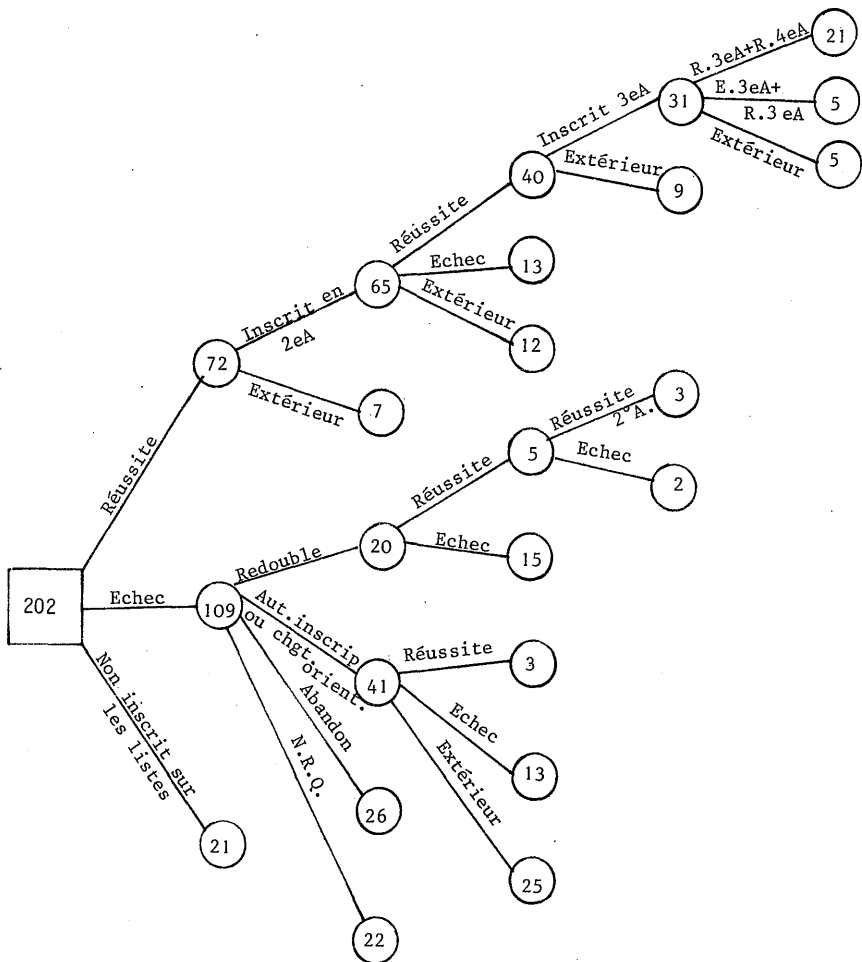 R.3eA+R.4eA
21
Inscrit 3eA
31
E.3eA+
R.3 eA
5
Extérieur
5
40
Extérieur
9
Réussite
65
Echec
13
Extérieur
12
Inscrit en
2eA
72
Extérieur
7
Réussite
2°A.
3
5
Echec
2
Réussite
20
Echec
15
Réussite
202
Echec
109
Redouble
Aut.inscrip
ou chgt.
orient.
41
Réussite
3
Echec
13
Extérieur
25
Abandon
26
N.R.Q.
22
Non inscrit sur
les listes
21